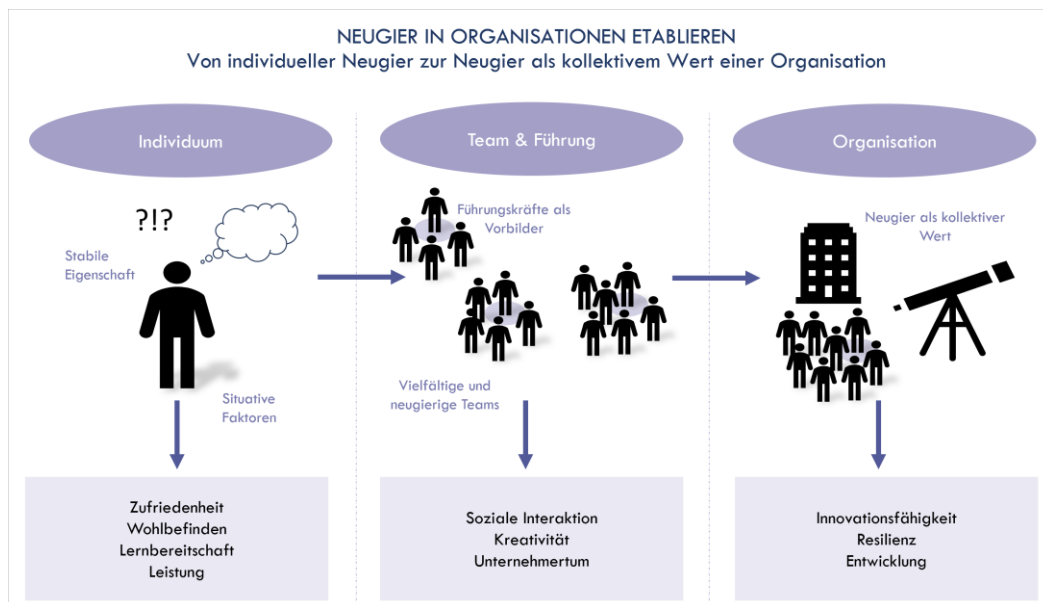 NEUGIER IN ORGANISATIONEN ETABLIEREN
Von individueller Neugier zur Neugier als kollektivem Wert einer Organisation
Individuum
?!?
Stabile
Eigenschaft
Situative
Faktoren
Zufriedenheit
Wohlbefinden
Lernbereitschaft
Leistung
Team & Führung
Führungskräfte als
Vorbilder
Vielfältige und
neugierige Teams
Soziale Interaktion
Kreativität
Unternehmertum
Organisation
Neugier als kollektiver
Wert
Innovationsfähigkeit
Resilienz
Entwicklung